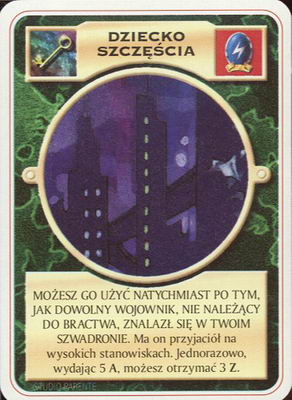 DZIECKO
SZCZĘŚCIA
MOŻESZ GO UŻYĆ NATYCHMIAST PO TYM,
JAK DOWOLNY WOJOWNIK, NIE NALEŻĄCY
DO BRACTWA, ZNALAZŁ SIĘ W TWOIM
SZWADRONIE. Ma on przyjaciół na
wysokich stanowiskach. Jednorazowo,
wydając 5 A, możesz otrzymać 3 Z.
STUDIO PARENTE